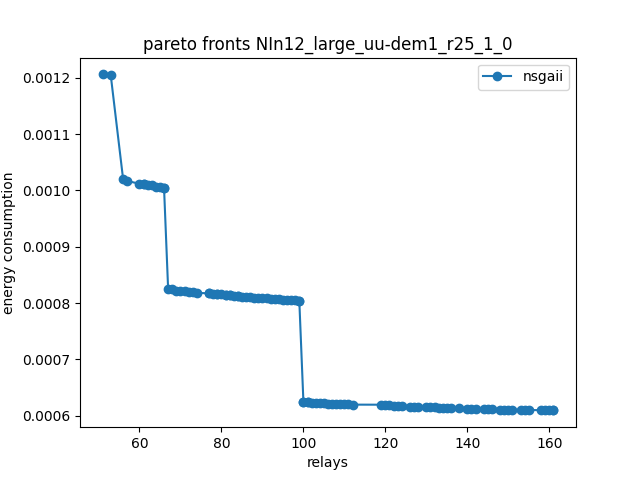 pareto fronts NIn12_large_uu-dem1_r25_1_0
nsgaii
0.0012
0.0011
0.0010
0.0009
0.0008
0.0007
0.0006
energy consumption
60 80 100 120 140 160
relays